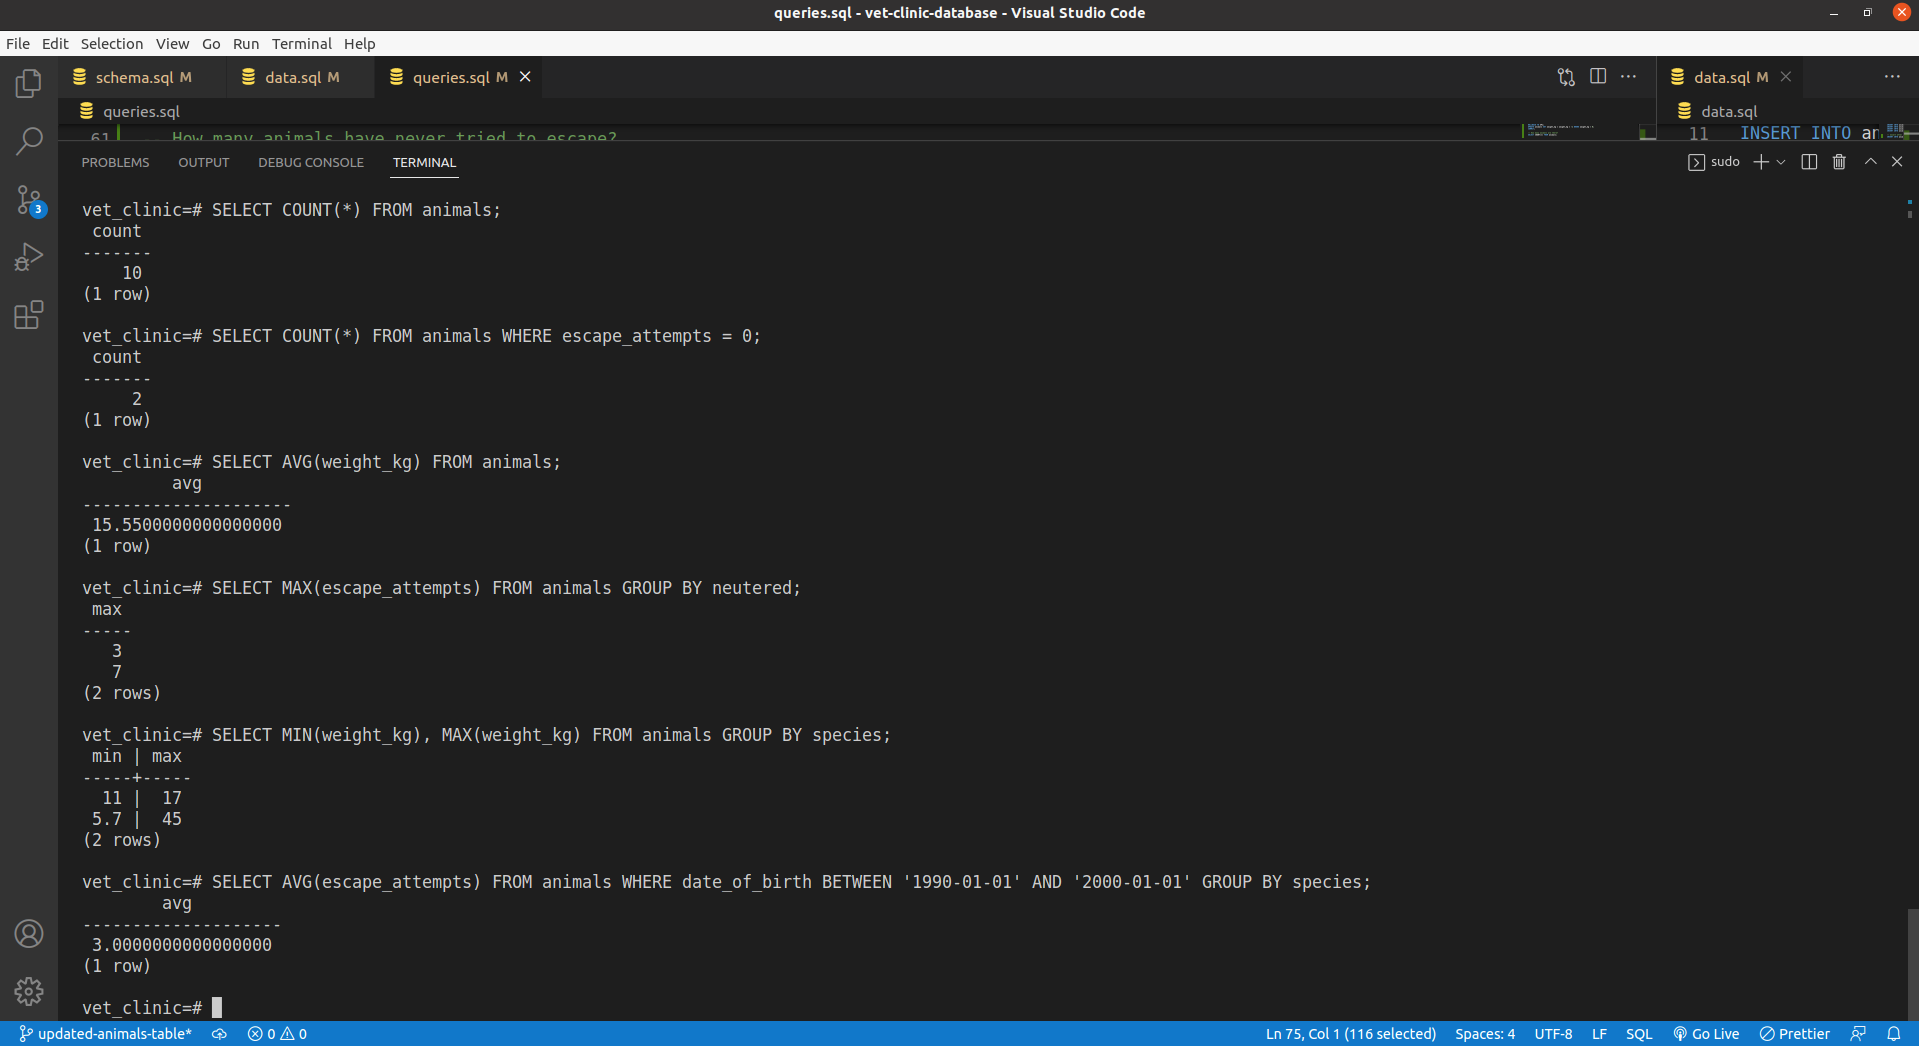 queries.sql - vet-clinic-database - Visual Studio Code
File Edit Selection View Go Run Terminal Help
schema.sql M data.sql M queries.sql M data.sql M
queries.sql data.sql
61 -- How many animals have never tried to escape? 11 INSERT INTO an
PROBLEMS OUTPUT DEBUG CONSOLE TERMINAL sudo
vet_clinic=# SELECT COUNT(*) FROM animals;
count
-------
10
(1 row)
vet_clinic=# SELECT COUNT(*) FROM animals WHERE escape_attempts = 0;
count
-------
2
(1 row)
vet_clinic=# SELECT AVG(weight_kg) FROM animals;
avg
---------------------
15.5500000000000000
(1 row)
vet_clinic=# SELECT MAX(escape_attempts) FROM animals GROUP BY neutered;
max
-----
3
7
(2 rows)
vet_clinic=# SELECT MIN(weight_kg), MAX(weight_kg) FROM animals GROUP BY species;
min | max
-----+-----
11 | 17
5.7 | 45
(2 rows)
vet_clinic=# SELECT AVG(escape_attempts) FROM animals WHERE date_of_birth BETWEEN '1990-01-01' AND '2000-01-01' GROUP BY species;
avg
--------------------
3.0000000000000000
(1 row)
vet_clinic=#
3
updated-animals-table* 0 0 Ln 75, Col 1 (116 selected) Spaces: 4 UTF-8 LF SQL Go Live Prettier